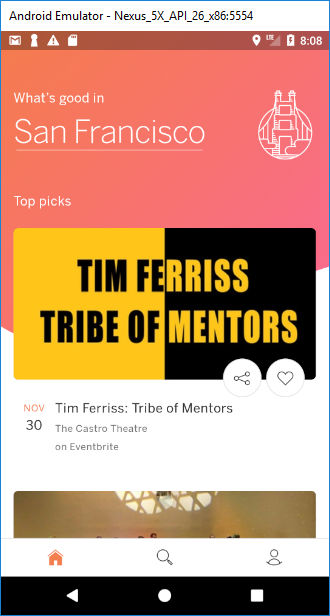 Android Emulator - Nexus_5X_API_26_x86:5554
LTE 8:08
What's good in
San Francisco
Top picks
TIM FERRISS
TRIBE OF MENTORS
NOV
30
Tim Ferriss: Tribe of Mentors
The Castro Theatre
on Eventbrite